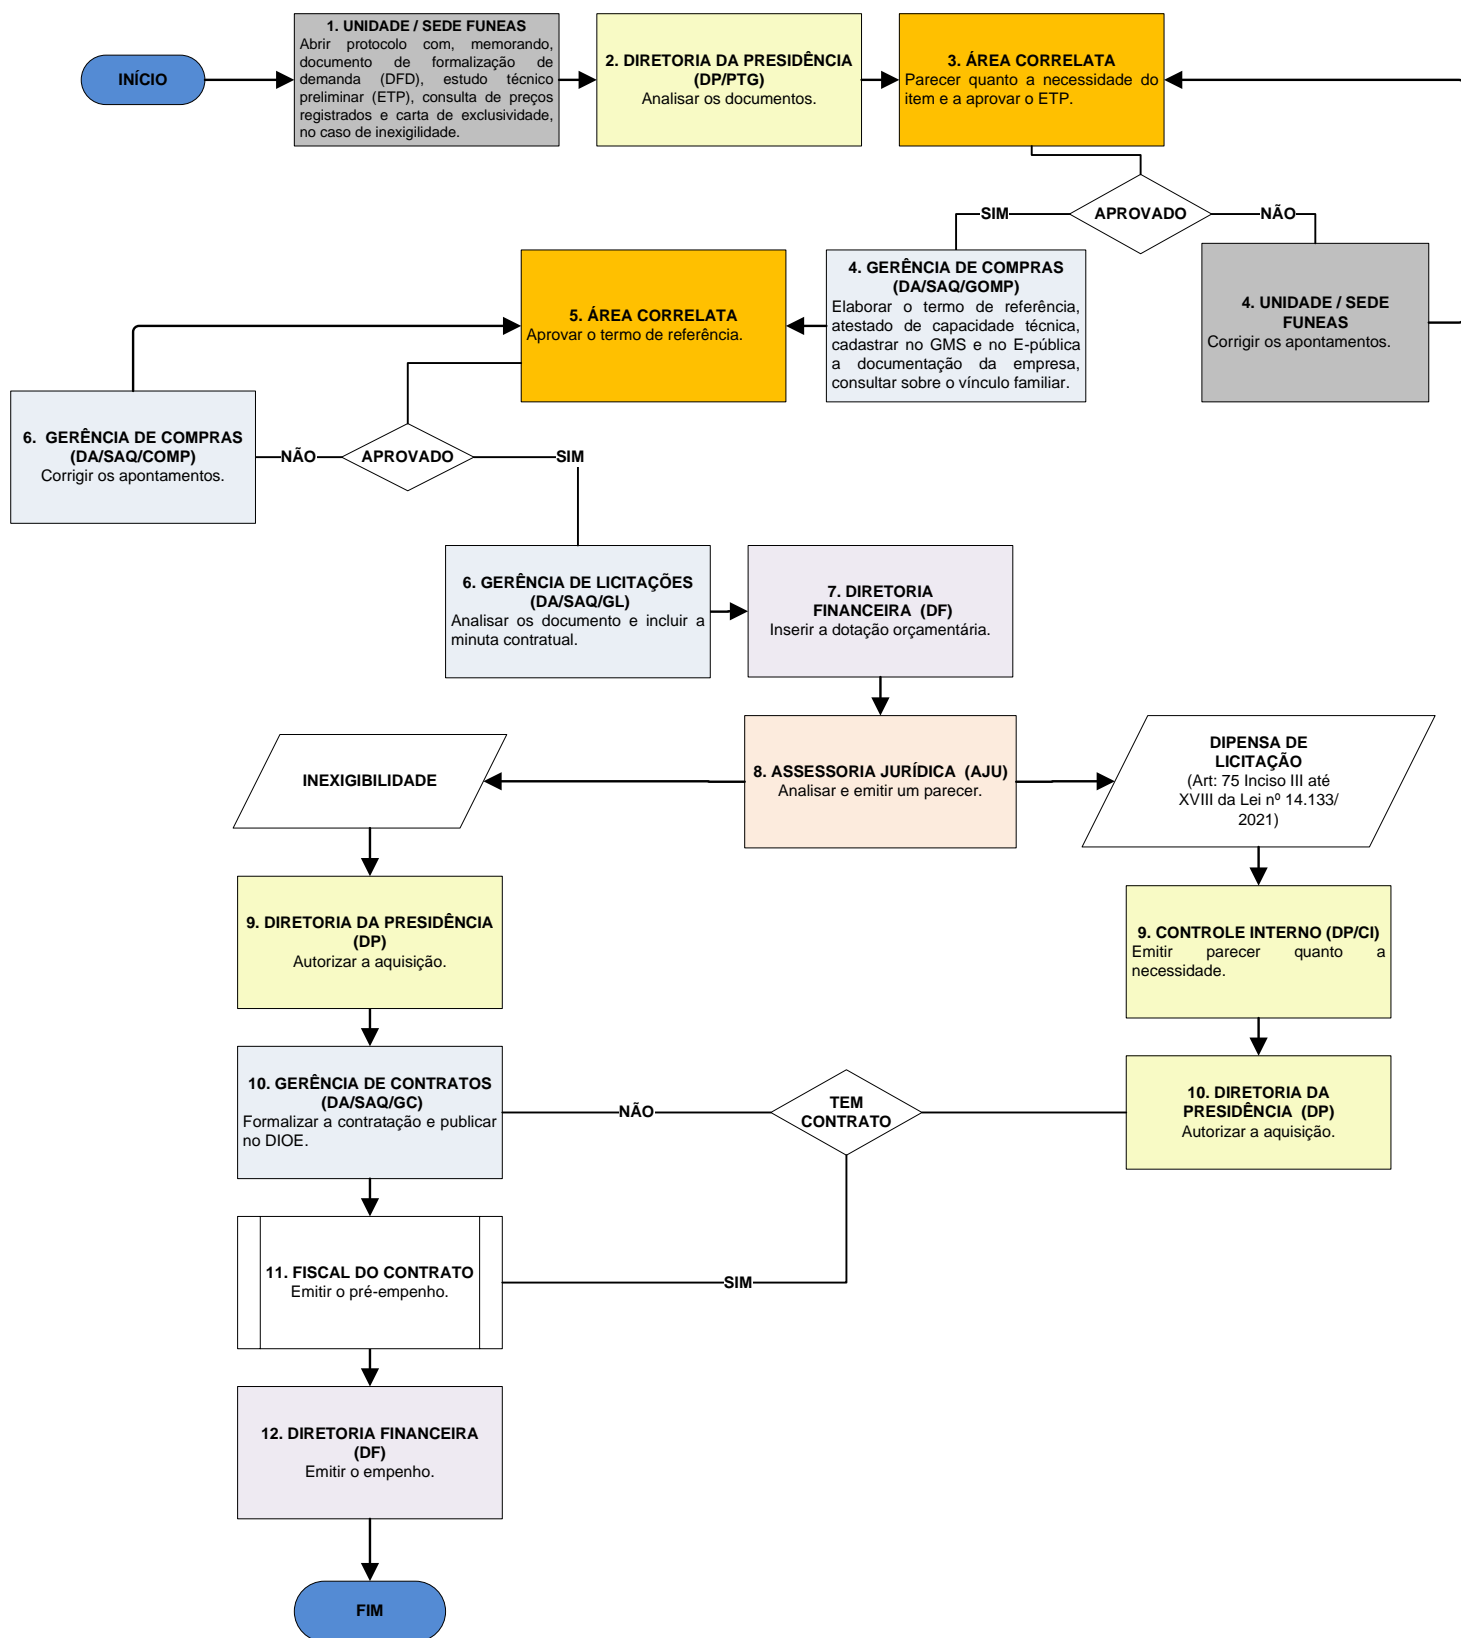 INÍCIO
1. UNIDADE / SEDE FUNEAS
Abrir protocolo com, memorando,
documento de formalização de
demanda (DFD), estudo técnico
preliminar (ETP), consulta de preços
registrados e carta de exclusividade,
no caso de inexigilidade.
2. DIRETORIA DA PRESIDÊNCIA
(DP/PTG)
Analisar os documentos.
3. ÁREA CORRELATA
Parecer quanto a necessidade do
item e a aprovar o ETP.
SIM
APROVADO
NÃO
5. ÁREA CORRELATA
Aprovar o termo de referência.
4. GERÊNCIA DE COMPRAS
(DA/SAQ/GOMP)
Elaborar o termo de referência,
atestado de capacidade técnica,
cadastrar no GMS e no E-pública
a documentação da empresa,
consultar sobre o vínculo familiar.
4. UNIDADE / SEDE
FUNEAS
Corrigir os apontamentos.
6. GERÊNCIA DE COMPRAS
(DA/SAQ/COMP)
Corrigir os apontamentos.
NÃO
APROVADO
SIM
6. GERÊNCIA DE LICITAÇÕES
(DA/SAQ/GL)
Analisar os documento e incluir a
minuta contratual.
7. DIRETORIA
FINANCEIRA (DF)
Inserir a dotação orçamentária.
INEXIGIBILIDADE
8. ASSESSORIA JURÍDICA (AJU)
Analisar e emitir um parecer.
DIPENSA DE
LICITAÇÃO
(Art: 75 Inciso III até
XVIII da Lei nº 14.133/
2021)
9. DIRETORIA DA PRESIDÊNCIA
(DP)
Autorizar a aquisição.
9. CONTROLE INTERNO (DP/CI)
Emitir parecer quanto a
necessidade.
10. GERÊNCIA DE CONTRATOS
(DA/SAQ/GC)
Formalizar a contratação e publicar
no DIOE.
NÃO
TEM
CONTRATO
10. DIRETORIA DA
PRESIDÊNCIA (DP)
Autorizar a aquisição.
11. FISCAL DO CONTRATO
Emitir o pré-empenho.
SIM
12. DIRETORIA FINANCEIRA
(DF)
Emitir o empenho.
FIM